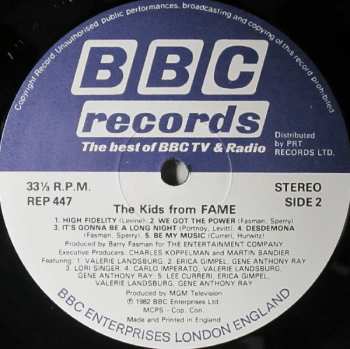 Copyright Record. Unauthorised public performances, broadcasting and copying of this record prohibited
BBC
records
The best of BBC TV & Radio
Distributed
by PRT
RECORDS LTD.
33⅓ R.P.M.
REP 447
STEREO
SIDE 2
The Kids from FAME
1. HIGH FIDELITY (Levine) 2. WE GOT THE POWER (Fasman, Sperry)
3. IT'S GONNA BE A LONG NIGHT (Portnoy, Levitt) 4. DESDEMONA
(Fasman, Sperry) 5. BE MY MUSIC (Curreri, Hurwitz)
Produced by Barry Fasman for THE ENTERTAINMENT COMPANY
Executive Producers: CHARLES KOPPELMAN and MARTIN BANDIER
Featuring: 1. VALERIE LANDSBURG, 2. ERICA GIMPEL, GENE ANTHONY RAY
3. LORI SINGER, 4. CARLO IMPERATO, VALERIE LANDSBURG,
GENE ANTHONY RAY: 5. LEE CURRERI, ERICA GIMPEL,
VALERIE LANDSBURG, GENE ANTHONY RAY
Produced by MGM Television
℗ 1982 BBC Enterprises Ltd
MCPS - Cop. Con.
Made and Printed in England
BBC ENTERPRISES LONDON ENGLAND